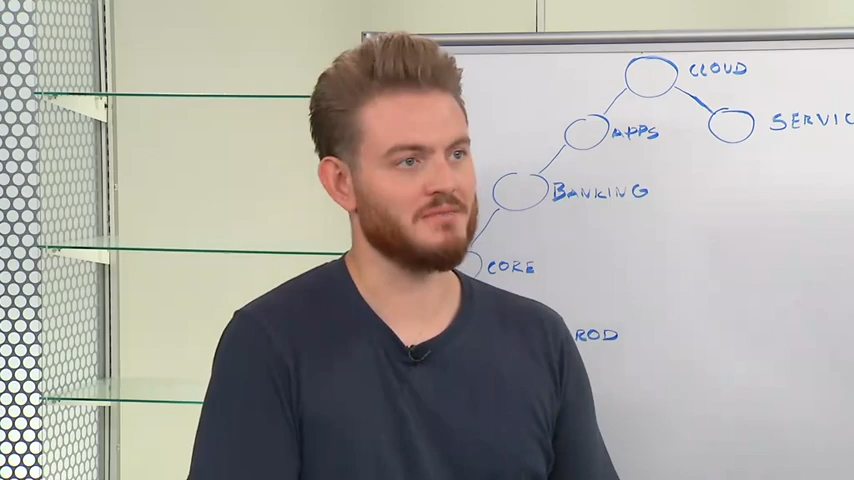 CLOUD
APPS
SERVIC
BANKING
CORE
ROD